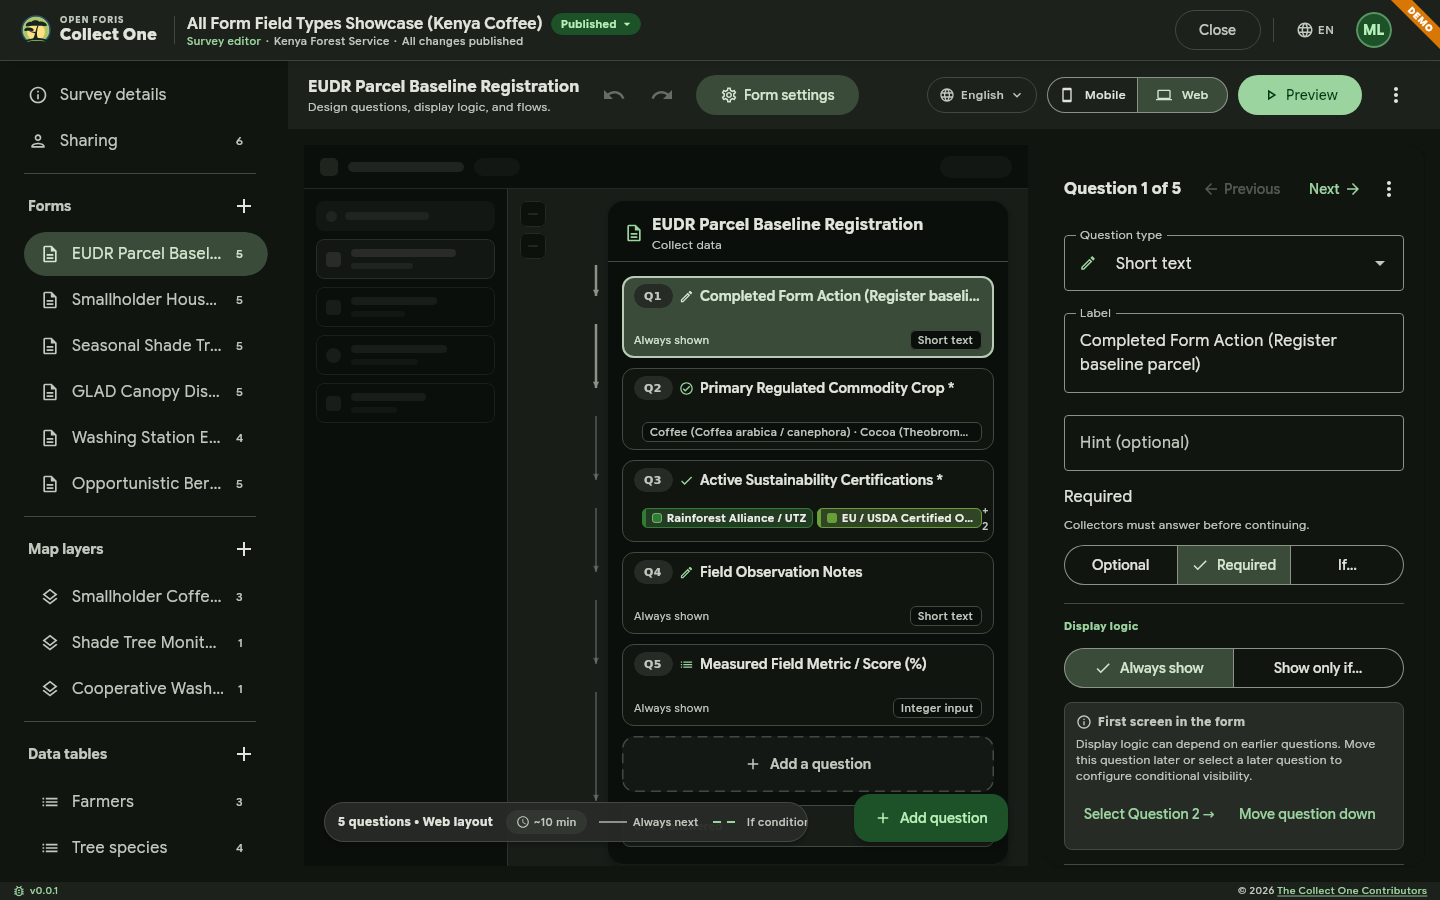 OPEN FORIS
Collect One
All Form Field Types Showcase (Kenya Coffee)
Published
Survey editor · Kenya Forest Service · All changes published
Close
EN
ML
DEMO
Survey details
Sharing
6
Forms
EUDR Parcel Basel...
5
Smallholder Hous...
5
Seasonal Shade Tr...
5
GLAD Canopy Dis...
5
Washing Station E...
4
Opportunistic Ber...
5
Map layers
Smallholder Coffe...
3
Shade Tree Monit...
1
Cooperative Wash...
1
Data tables
Farmers
3
Tree species
4
EUDR Parcel Baseline Registration
Design questions, display logic, and flows.
Form settings
English
Mobile
Web
Preview
EUDR Parcel Baseline Registration
Collect data
Q1
Completed Form Action (Register baseli...
Always shown
Short text
Q2
Primary Regulated Commodity Crop *
Coffee (Coffea arabica / canephora) · Cocoa (Theobrom...
Q3
Active Sustainability Certifications *
Rainforest Alliance / UTZ
EU / USDA Certified O...
+
2
Q4
Field Observation Notes
Always shown
Short text
Q5
Measured Field Metric / Score (%)
Always shown
Integer input
Add a question
5 questions • Web layout
~10 min
Always next
If condition
Add question
Question 1 of 5
Previous
Next
Question type
Short text
Label
Completed Form Action (Register
baseline parcel)
Hint (optional)
Required
Collectors must answer before continuing.
Optional
Required
If...
Display logic
Always show
Show only if...
First screen in the form
Display logic can depend on earlier questions. Move
this question later or select a later question to
configure conditional visibility.
Select Question 2 →
Move question down
v0.0.1
© 2026 The Collect One Contributors